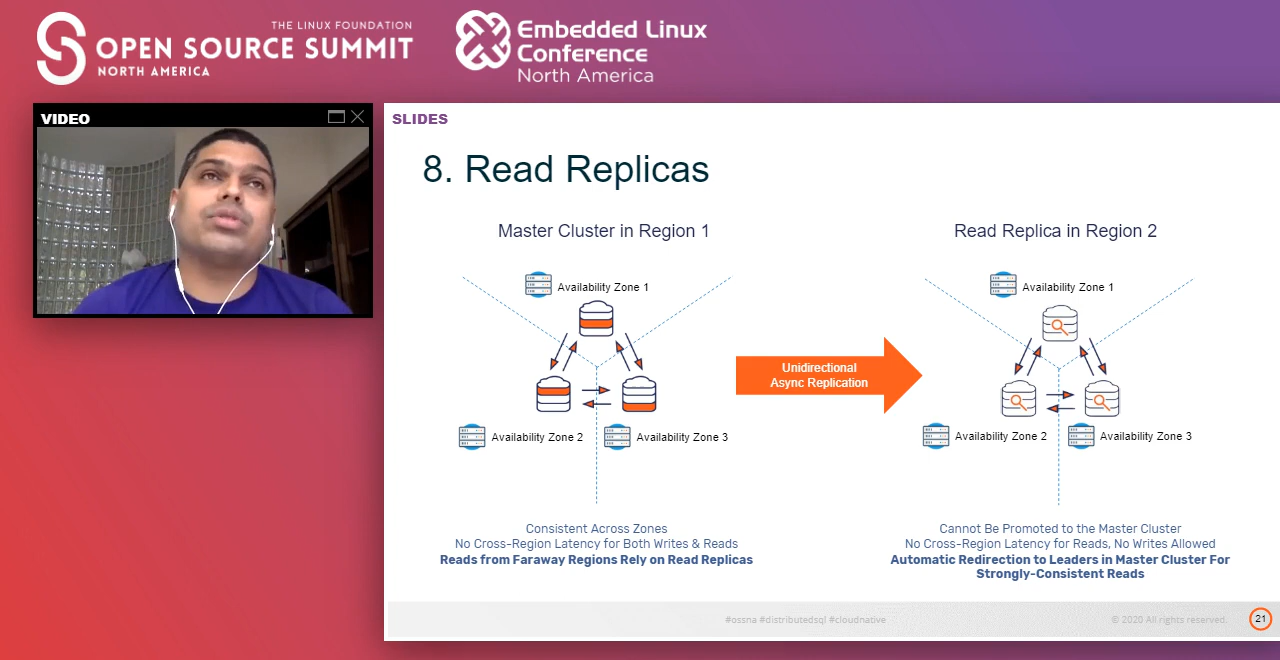 THE LINUX FOUNDATION
OPEN SOURCE SUMMIT
NORTH AMERICA
Embedded Linux
Conference
North America
VIDEO
SLIDES
8. Read Replicas
Master Cluster in Region 1
Read Replica in Region 2
Availability Zone 1
Availability Zone 1
Unidirectional
Async Replication
Availability Zone 2
Availability Zone 3
Availability Zone 2
Availability Zone 3
Consistent Across Zones
No Cross-Region Latency for Both Writes & Reads
Reads from Faraway Regions Rely on Read Replicas
Cannot Be Promoted to the Master Cluster
No Cross-Region Latency for Reads, No Writes Allowed
Automatic Redirection to Leaders in Master Cluster For
Strongly-Consistent Reads
#ossna #distributedsql #cloudnative
© 2020 All rights reserved.
21